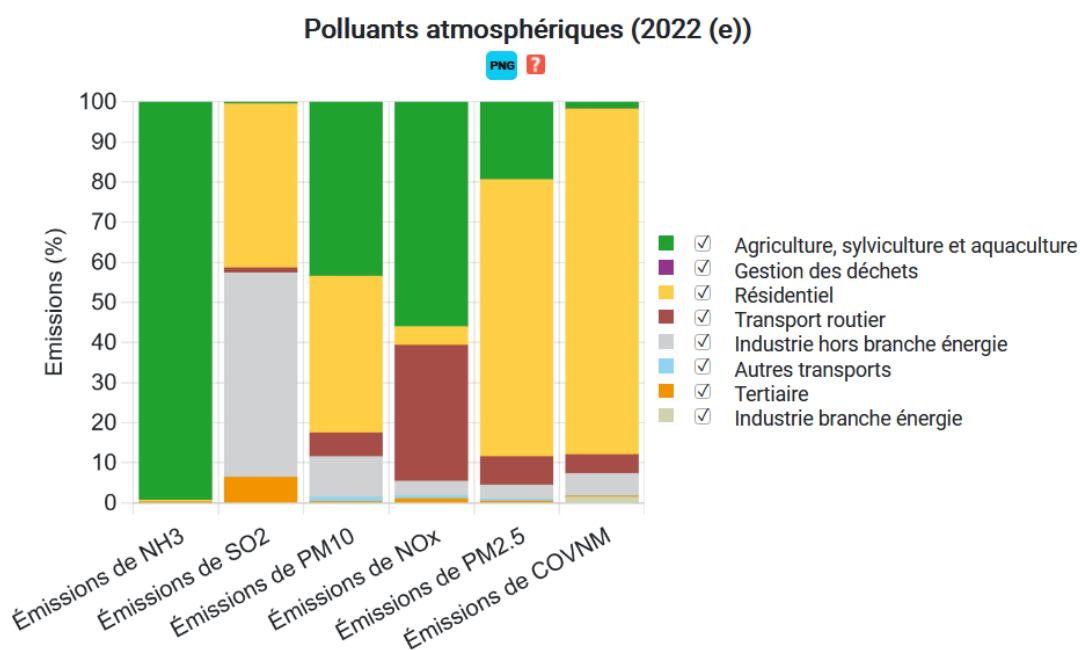 Polluants atmosphériques (2022 (e))
PNG ?
100
90
80
70
60
50
40
30
20
10
0
Emissions (%)
Émissions de NH3
Émissions de SO2
Émissions de PM10
Émissions de NOx
Émissions de PM2.5
Émissions de COVNM
Agriculture, sylviculture et aquaculture
Gestion des déchets
Résidentiel
Transport routier
Industrie hors branche énergie
Autres transports
Tertiaire
Industrie branche énergie